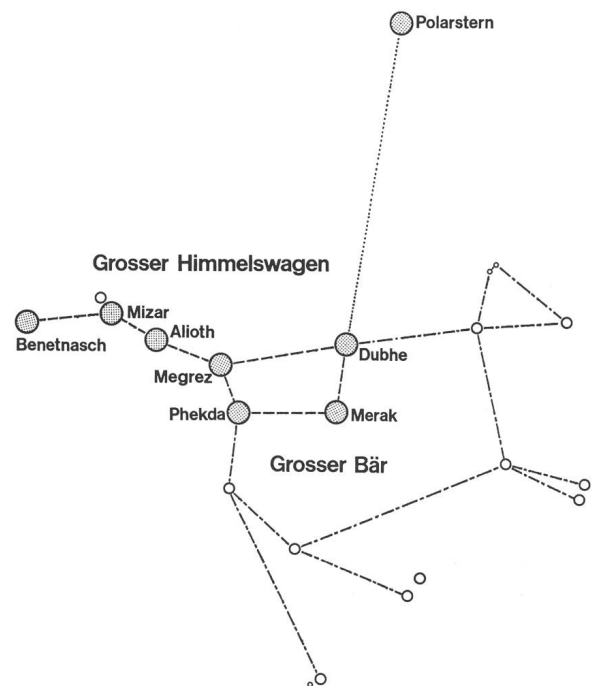 Polarstern
Grosser Himmelswagen
Mizar
Alioth
Benetnasch
Dubhe
Megrez
Phekda
Merak
Grosser Bär